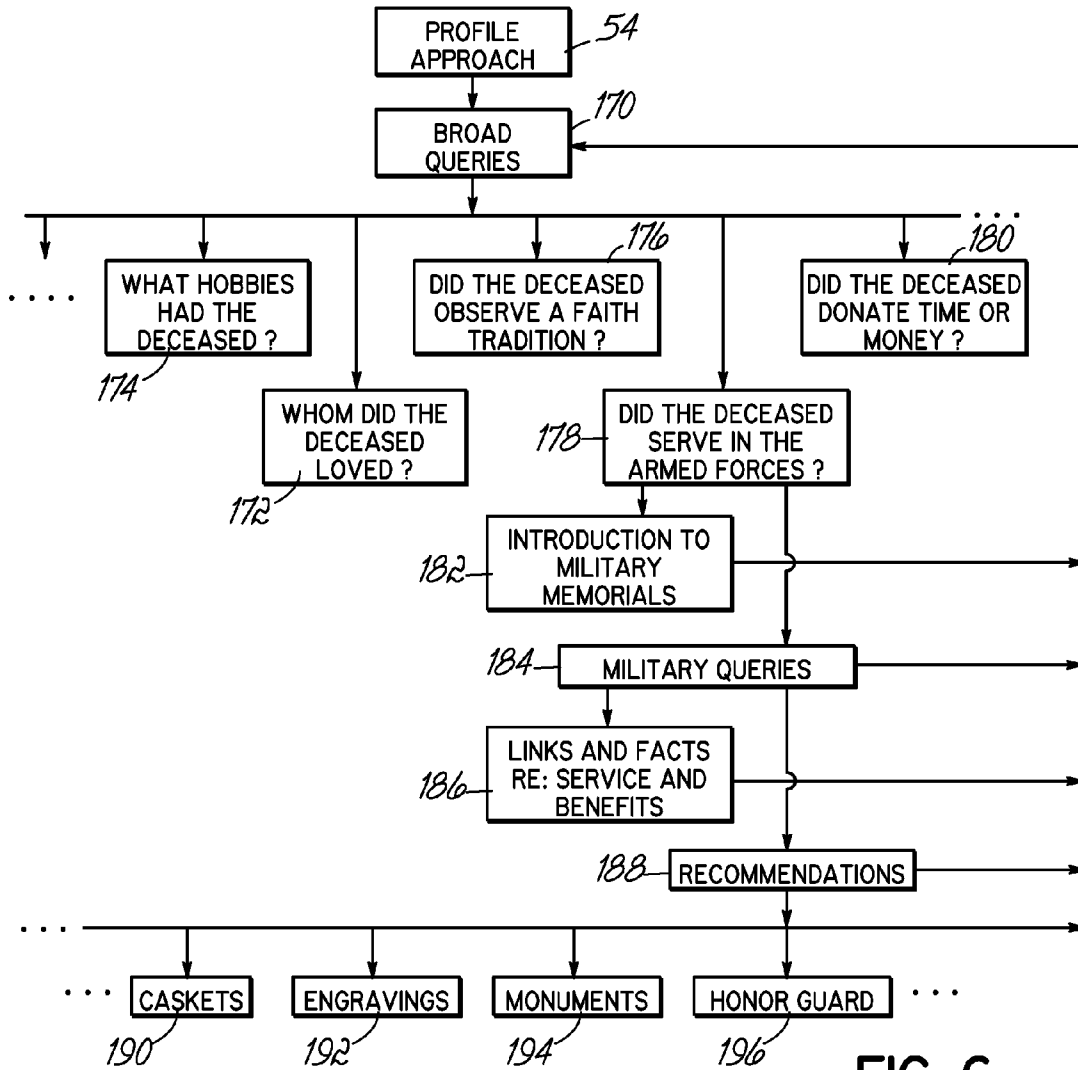 PROFILE
APPROACH
54
BROAD
QUERIES
170
. . .
. . . .
WHAT HOBBIES
HAD THE
DECEASED ?
174
176
DID THE DECEASED
OBSERVE A FAITH
TRADITION ?
180
DID THE DECEASED
DONATE TIME OR
MONEY ?
WHOM DID THE
DECEASED
LOVED ?
172
178
DID THE DECEASED
SERVE IN THE
ARMED FORCES ?
182
INTRODUCTION TO
MILITARY
MEMORIALS
184
MILITARY QUERIES
186
LINKS AND FACTS
RE: SERVICE AND
BENEFITS
188
RECOMMENDATIONS
. . .
. . .
CASKETS
190
ENGRAVINGS
192
MONUMENTS
194
HONOR GUARD
196
. . .